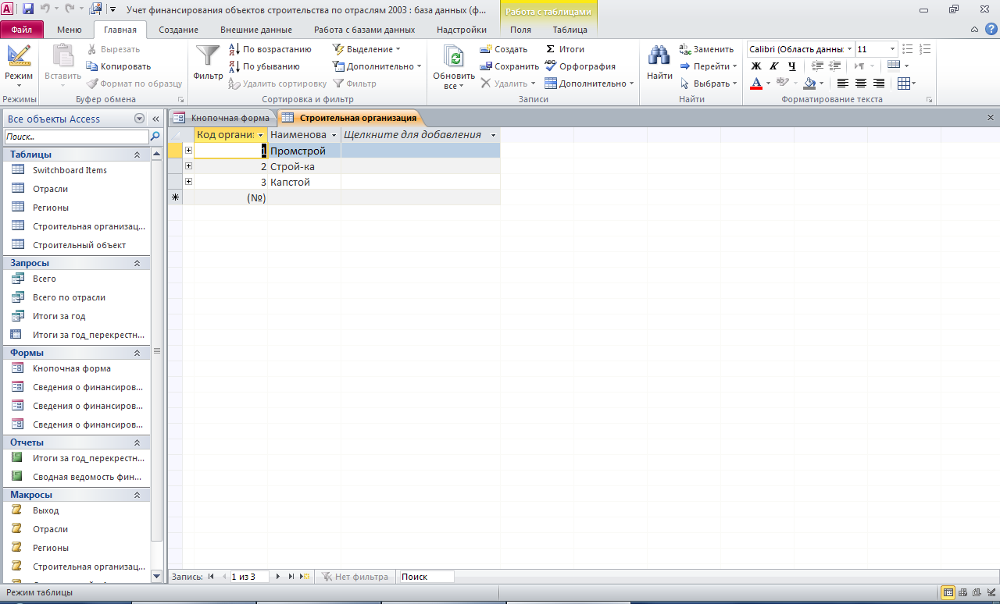 Учет финансирования объектов строительства по отраслям 2003 : база данных (ф...
Работа с таблицами
Файл Меню Главная Создание Внешние данные Работа с базами данных Надстройки Поля Таблица
Режим
Режимы
Вставить
Вырезать
Копировать
Формат по образцу
Буфер обмена
Фильтр
По возрастанию
По убыванию
Удалить сортировку
Выделение
Дополнительно
Фильтр
Сортировка и фильтр
Обновить
все
Создать
Сохранить
Удалить
Итоги
Орфография
Дополнительно
Записи
Найти
Заменить
Перейти
Выбрать
Найти
Calibri (Область данны 11
Ж К Ч
Форматирование текста
Все объекты Access
Поиск...
Таблицы
Switchboard Items
Отрасли
Регионы
Строительная организац...
Строительный объект
Запросы
Всего
Всего по отрасли
Итоги за год
Итоги за год_перекрестн...
Формы
Кнопочная форма
Сведения о финансиров...
Сведения о финансиров...
Сведения о финансиров...
Отчеты
Итоги за год_перекрестн...
Сводная ведомость фин...
Макросы
Выход
Отрасли
Регионы
Строительная организац...
Кнопочная форма Строительная организация
Код органи: Наименова Щелкните для добавления
1 Промстрой
2 Строй-ка
3 Капстой
(№)
Запись: 1 из 3 Нет фильтра Поиск
Режим таблицы